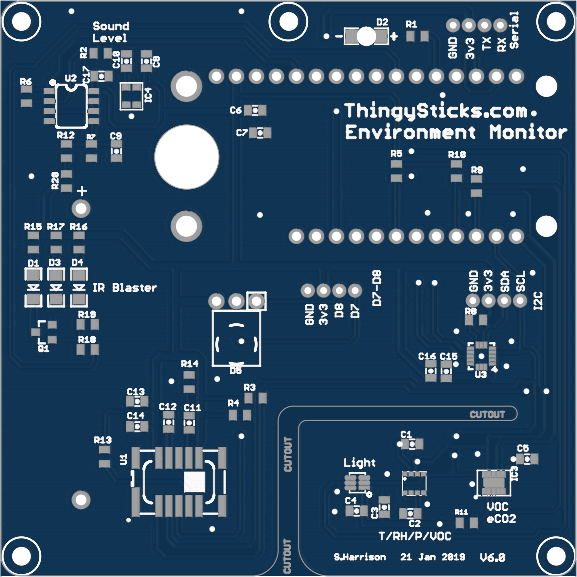 Sound
Level
D2
R1
GND
3v3
TX
RX
Serial
R2
C10
C8
C17
U2
IC4
R6
C6
C7
ThingySticks.com
Environment Monitor
R12
R7
C9
R20
R5
R10
R9
R15
R17
R16
D1
D3
D4
IR Blaster
R19
Q1
R18
GND
3v3
D8
D7
D7-D8
GND
3v3
SDA
SCL
I2C
R8
C16
C15
U3
D5
R14
R3
R4
C13
C14
C12
C11
R13
U1
CUTOUT
CUTOUT
CUTOUT
C1
Light
C4
C3
C2
C5
IC3
VOC
eCO2
R11
T/RH/P/VOC
S.Harrison 21 Jan 2019 V6.0